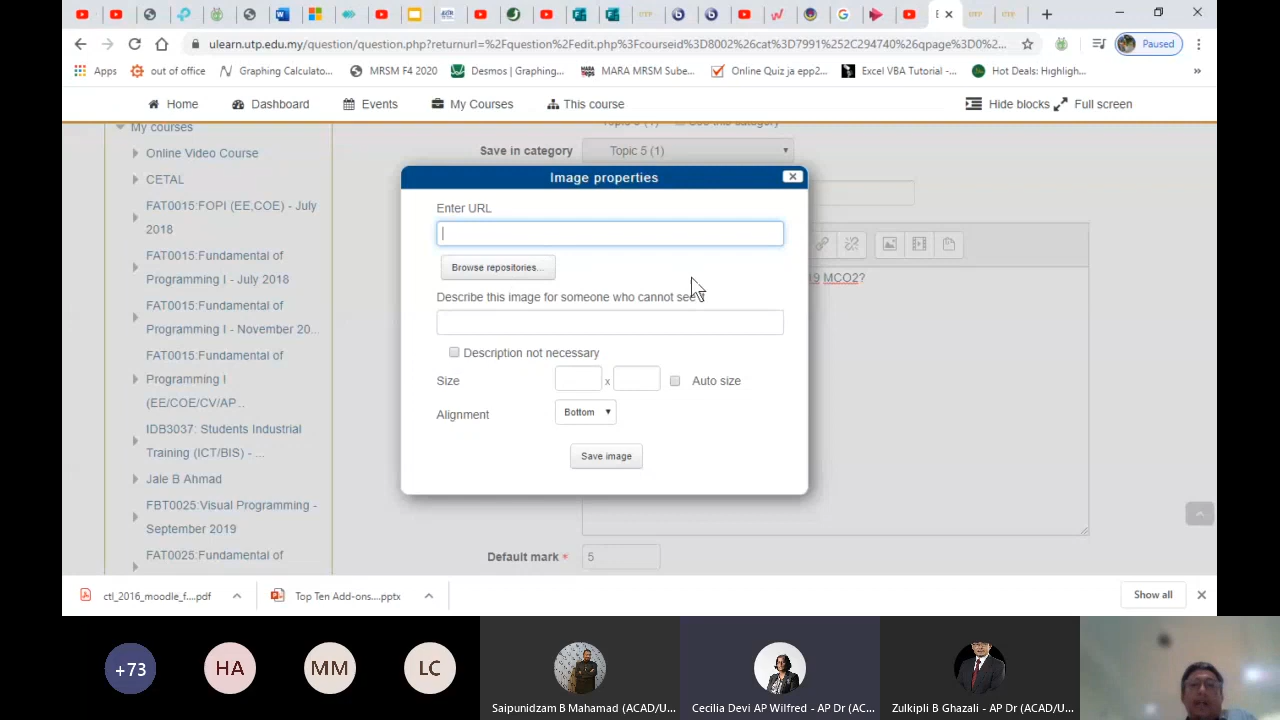 Paused
ulearn.utp.edu.my/question/question.php?returnurl=%2Fquestion%2Fedit.php%3Fcourseid%3D8002%26cat%3D7991%252C294740%26qpage%3D0%2...
Apps
out of office
Graphing Calculato...
MRSM F4 2020
Desmos | Graphing...
MARA MRSM Sube...
Online Quiz ja epp2...
Excel VBA Tutorial -...
Hot Deals: Highligh...
»
Home
Dashboard
Events
My Courses
This course
Hide blocks
Full screen
My courses
Online Video Course
CETAL
FAT0015:FOPI (EE,COE) - July
2018
FAT0015:Fundamental of
Programming I - July 2018
FAT0015:Fundamental of
Programming I - November 20...
FAT0015:Fundamental of
Programming I
(EE/COE/CV/AP...
IDB3037: Students Industrial
Training (ICT/BIS) - ...
Jale B Ahmad
FBT0025:Visual Programming -
September 2019
FAT0025:Fundamental of
Save in category
Topic 5 (1)
Image properties
Enter URL
Browse repositories...
Describe this image for someone who cannot see
Description not necessary
Size
x
Auto size
Alignment
Bottom
Save image
MCO2?
Default mark *
5
ctl_2016_moodle_f....pdf
Top Ten Add-ons....pptx
Show all
+73
HA
MM
LC
Saipunidzam B Mahamad (ACAD/U...
Cecilia Devi AP Wilfred - AP Dr (AC...
Zulkipli B Ghazali - AP Dr (ACAD/U...